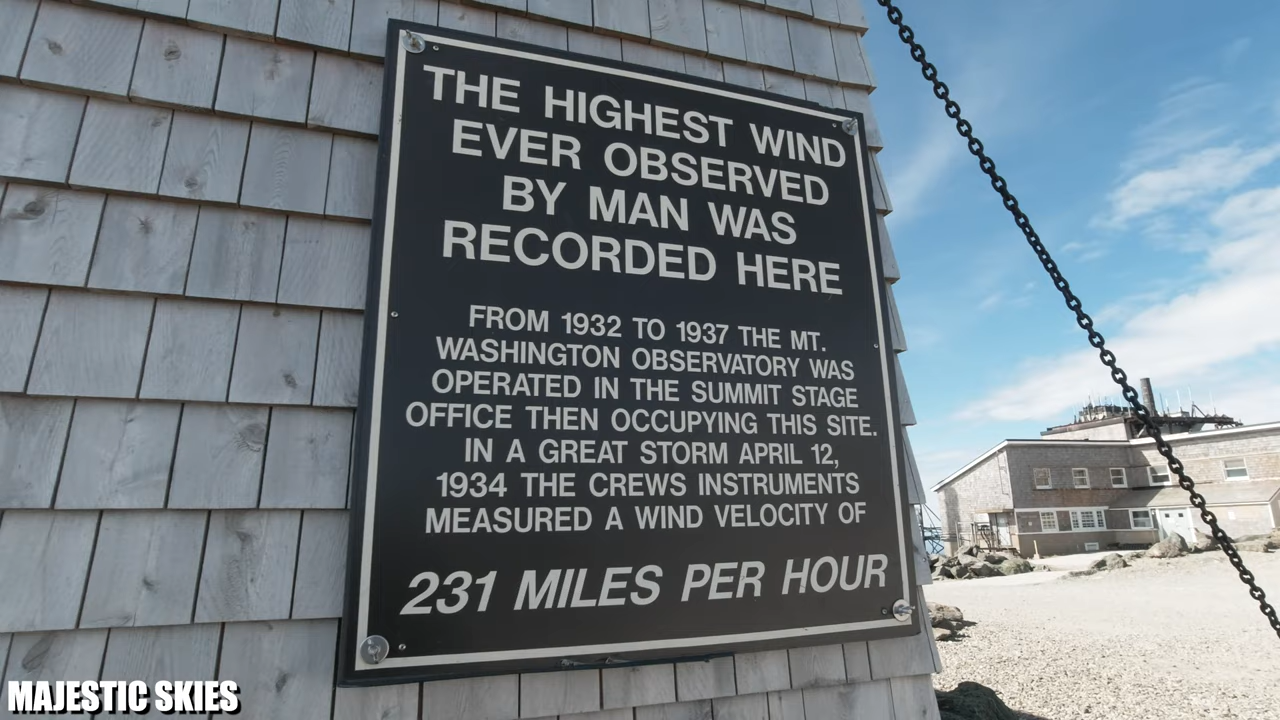 THE HIGHEST WIND
EVER OBSERVED
BY MAN WAS
RECORDED HERE
FROM 1932 TO 1937 THE MT.
WASHINGTON OBSERVATORY WAS
OPERATED IN THE SUMMIT STAGE
OFFICE THEN OCCUPYING THIS SITE.
IN A GREAT STORM APRIL 12,
1934 THE CREWS INSTRUMENTS
MEASURED A WIND VELOCITY OF
231 MILES PER HOUR
MAJESTIC SKIES